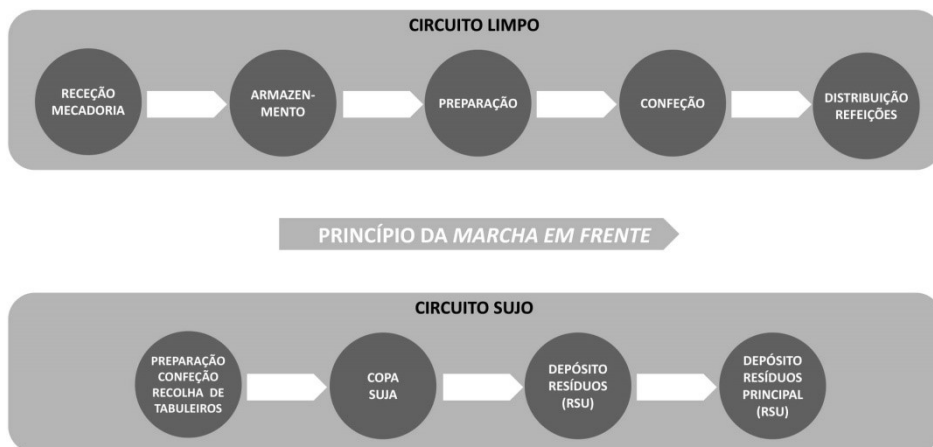 CIRCUITO LIMPO
RECEÇÃO
MECADORIA
ARMAZEN-
MENTO
PREPARAÇÃO
CONFEÇÃO
DISTRIBUIÇÃO
REFEIÇÕES
PRINCÍPIO DA MARCHA EM FRENTE
CIRCUITO SUJO
PREPARAÇÃO
CONFEÇÃO
RECOLHA DE
TABULEIROS
COPA
SUJA
DEPÓSITO
RESÍDUOS
(RSU)
DEPÓSITO
RESÍDUOS
PRINCIPAL
(RSU)